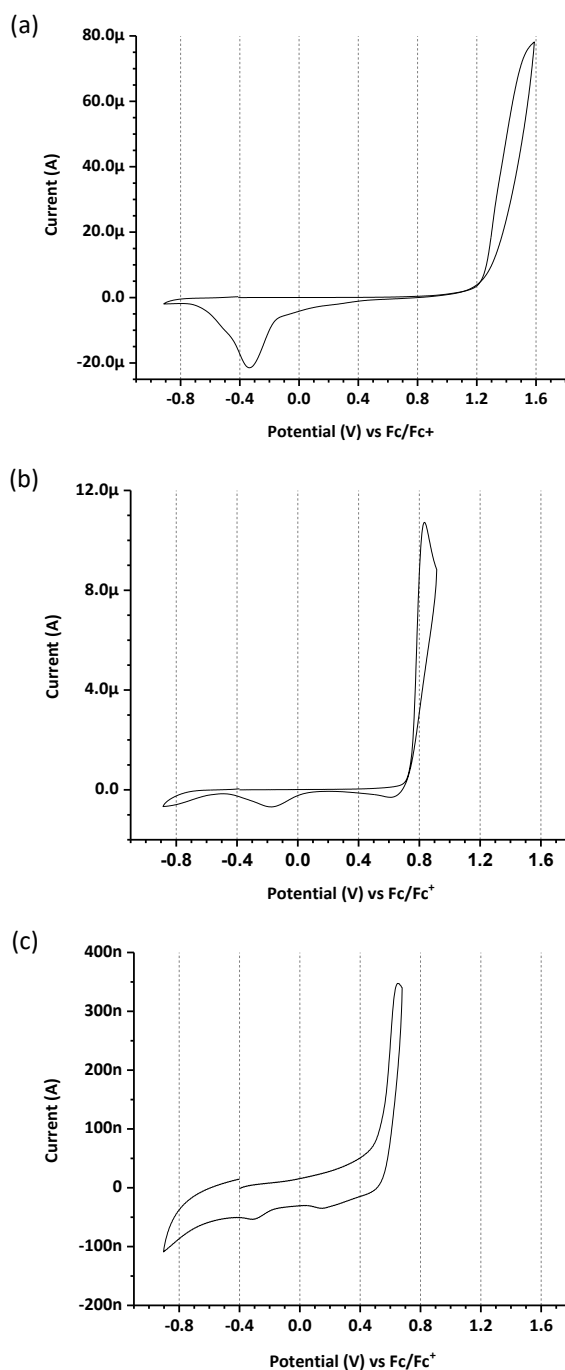 (a)
80.0μ
60.0μ
40.0μ
20.0μ
0.0
-20.0μ
Current (A)
-0.8 -0.4 0.0 0.4 0.8 1.2 1.6
Potential (V) vs Fc/Fc+
(b)
12.0μ
8.0μ
4.0μ
0.0
Current (A)
-0.8 -0.4 0.0 0.4 0.8 1.2 1.6
Potential (V) vs Fc/Fc⁺
(c)
400n
300n
200n
100n
0
-100n
-200n
Current (A)
-0.8 -0.4 0.0 0.4 0.8 1.2 1.6
Potential (V) vs Fc/Fc⁺